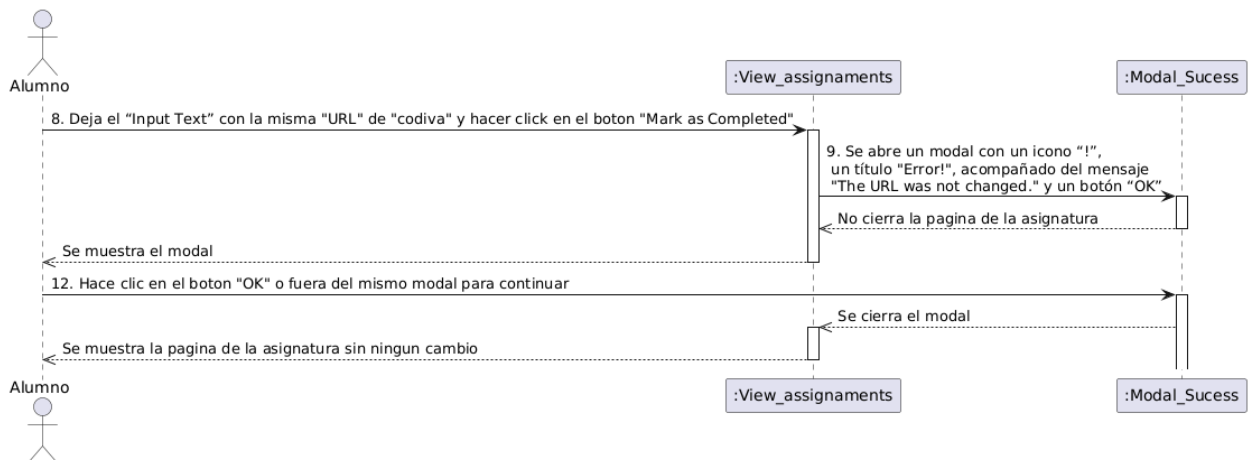 Alumno
:View_assignaments
:Modal_Sucess
8. Deja el “Input Text” con la misma "URL" de "codiva" y hacer click en el boton "Mark as Completed"
9. Se abre un modal con un icono “!”,
un título "Error!", acompañado del mensaje
"The URL was not changed." y un botón “OK”
No cierra la pagina de la asignatura
Se muestra el modal
12. Hace clic en el boton "OK" o fuera del mismo modal para continuar
Se cierra el modal
Se muestra la pagina de la asignatura sin ningun cambio
Alumno
:View_assignaments
:Modal_Sucess